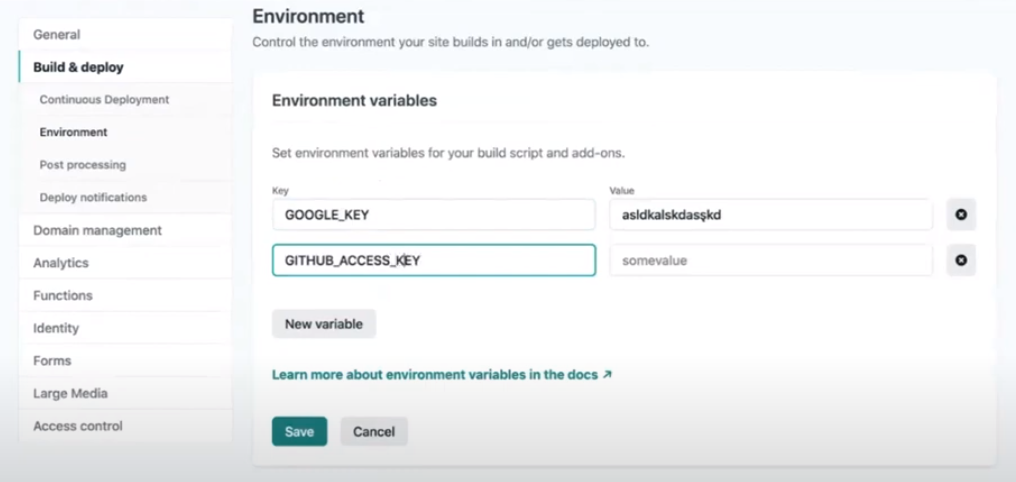 Environment
Control the environment your site builds in and/or gets deployed to.
General
Build & deploy
Continuous Deployment
Environment
Post processing
Deploy notifications
Domain management
Analytics
Functions
Identity
Forms
Large Media
Access control
Environment variables
Set environment variables for your build script and add-ons.
Key Value
GOOGLE_KEY asldkalskdasşkd
GITHUB_ACCESS_KEY somevalue
New variable
Learn more about environment variables in the docs ↗
Save Cancel